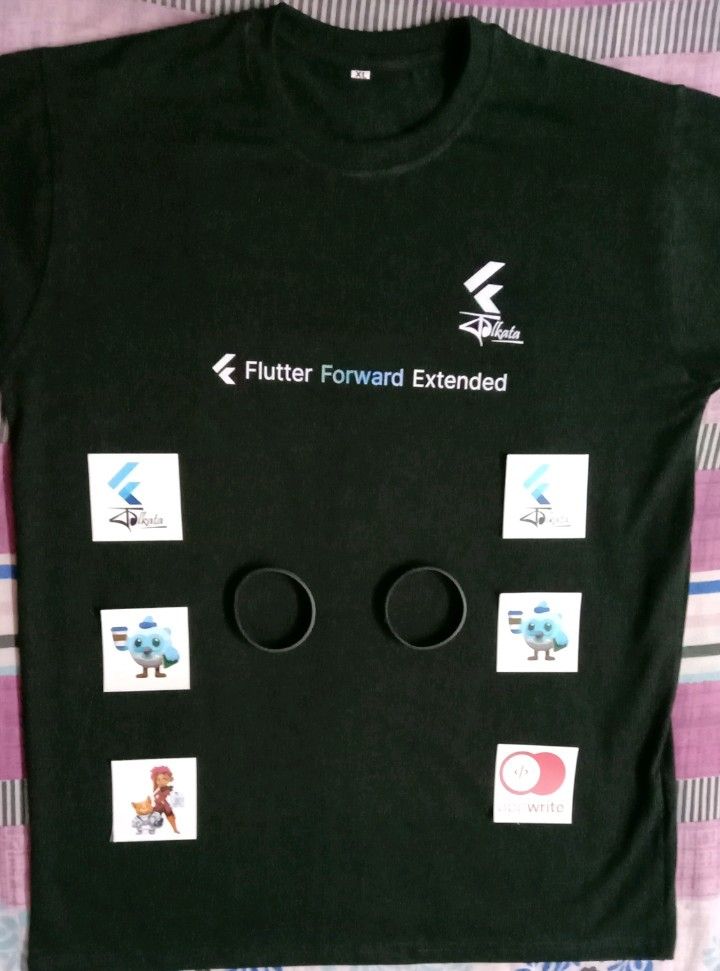 XL
Kolkata
Flutter Forward Extended
Kolkata
Kolkata
appwrite